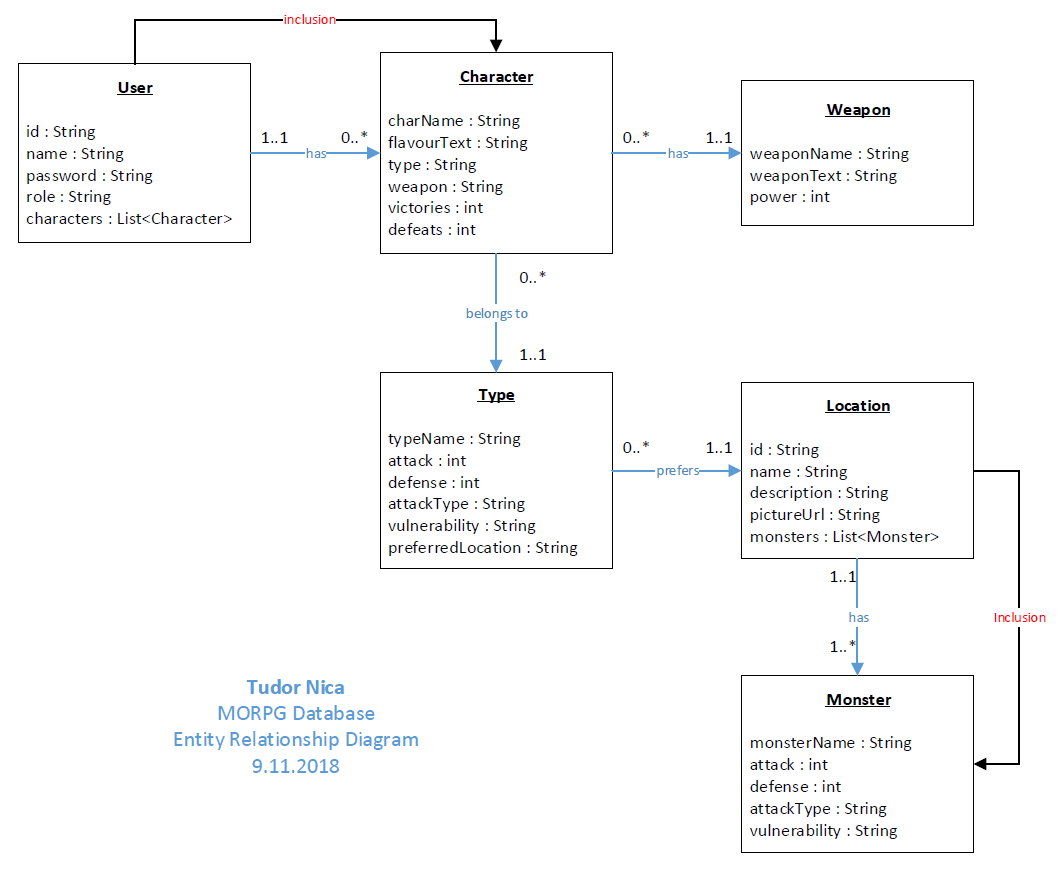 inclusion
User
id : String
name : String
password : String
role : String
characters : List<Character>
1..1
0..*
has
Character
charName : String
flavourText : String
type : String
weapon : String
victories : int
defeats : int
0..*
1..1
has
Weapon
weaponName : String
weaponText : String
power : int
0..*
belongs to
1..1
Type
typeName : String
attack : int
defense : int
attackType : String
vulnerability : String
preferredLocation : String
0..*
1..1
prefers
Location
id : String
name : String
description : String
pictureUrl : String
monsters : List<Monster>
1..1
has
1..*
Inclusion
Monster
monsterName : String
attack : int
defense : int
attackType : String
vulnerability : String
Tudor Nica
MORPG Database
Entity Relationship Diagram
9.11.2018